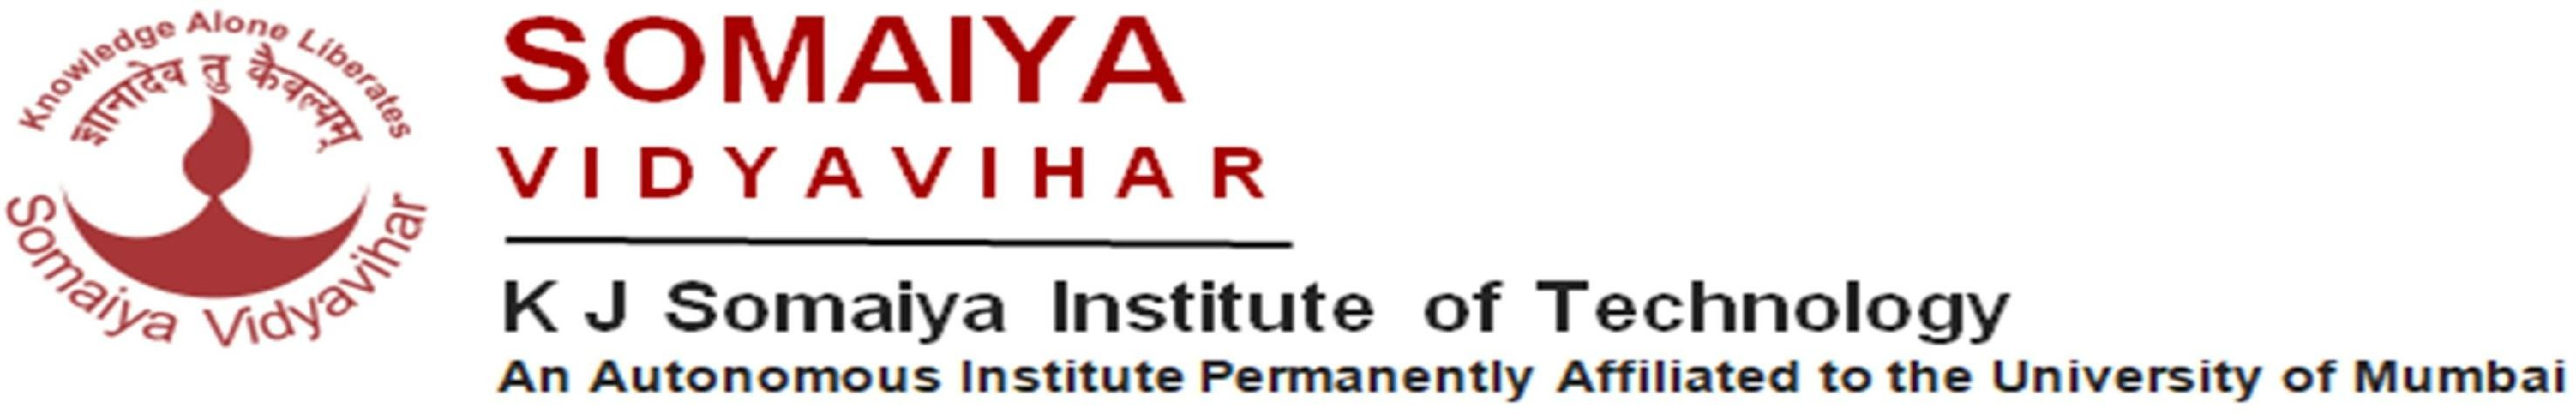 Knowledge Alone Liberates
ज्ञानादेव तु कैवल्यम्
Somaiya Vidyavihar
SOMAIYA
VIDYAVIHAR
K J Somaiya Institute of Technology
An Autonomous Institute Permanently Affiliated to the University of Mumbai